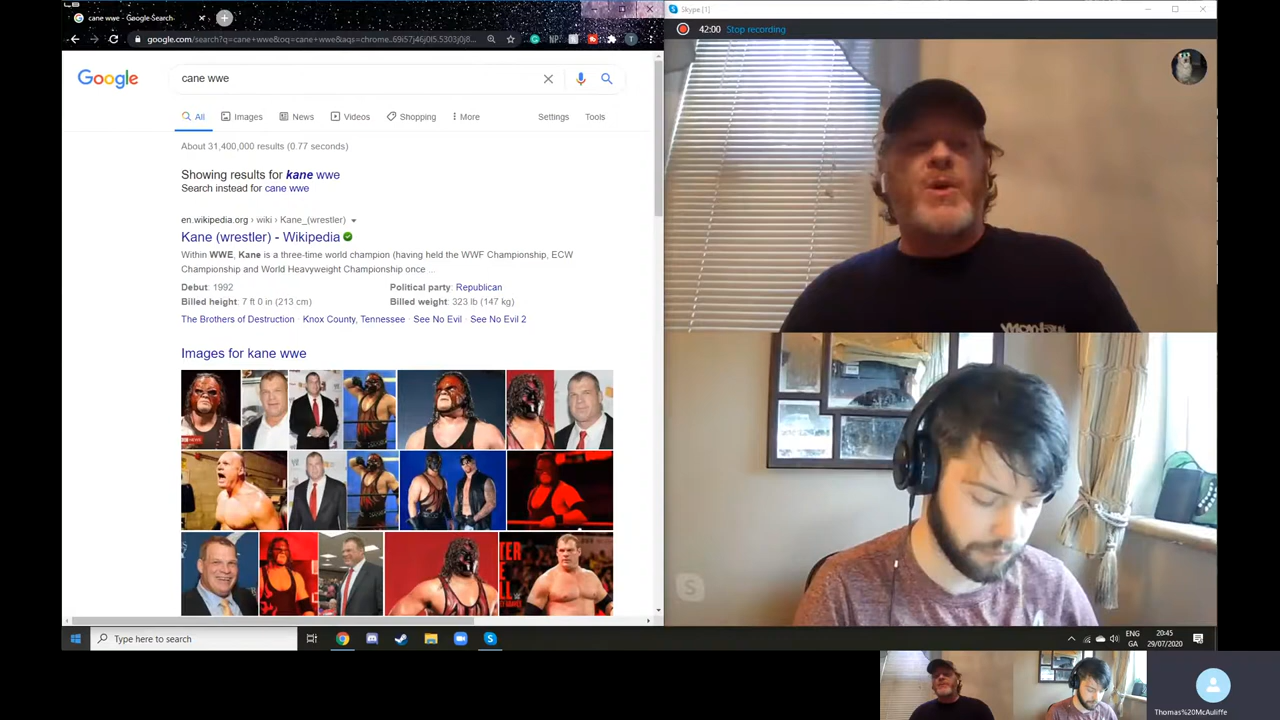 cane wwe - Google Search
google.com/search?q=cane+wwe&oq=cane+wwe&aqs=chrome..69i57j46j0l5.5303j0j8...
NP.
T
Google
cane wwe
All
Images
News
Videos
Shopping
More
Settings
Tools
About 31,400,000 results (0.77 seconds)
Showing results for kane wwe
Search instead for cane wwe
en.wikipedia.org › wiki › Kane_(wrestler)
Kane (wrestler) - Wikipedia
Within WWE, Kane is a three-time world champion (having held the WWF Championship, ECW
Championship and World Heavyweight Championship once ...
Debut: 1992
Political party: Republican
Billed height: 7 ft 0 in (213 cm)
Billed weight: 323 lb (147 kg)
The Brothers of Destruction · Knox County, Tennessee · See No Evil · See No Evil 2
Images for kane wwe
NEWS
Skype [1]
42:00 Stop recording
S
Type here to search
ENG
GA
20:45
29/07/2020
Thomas%20McAuliffe